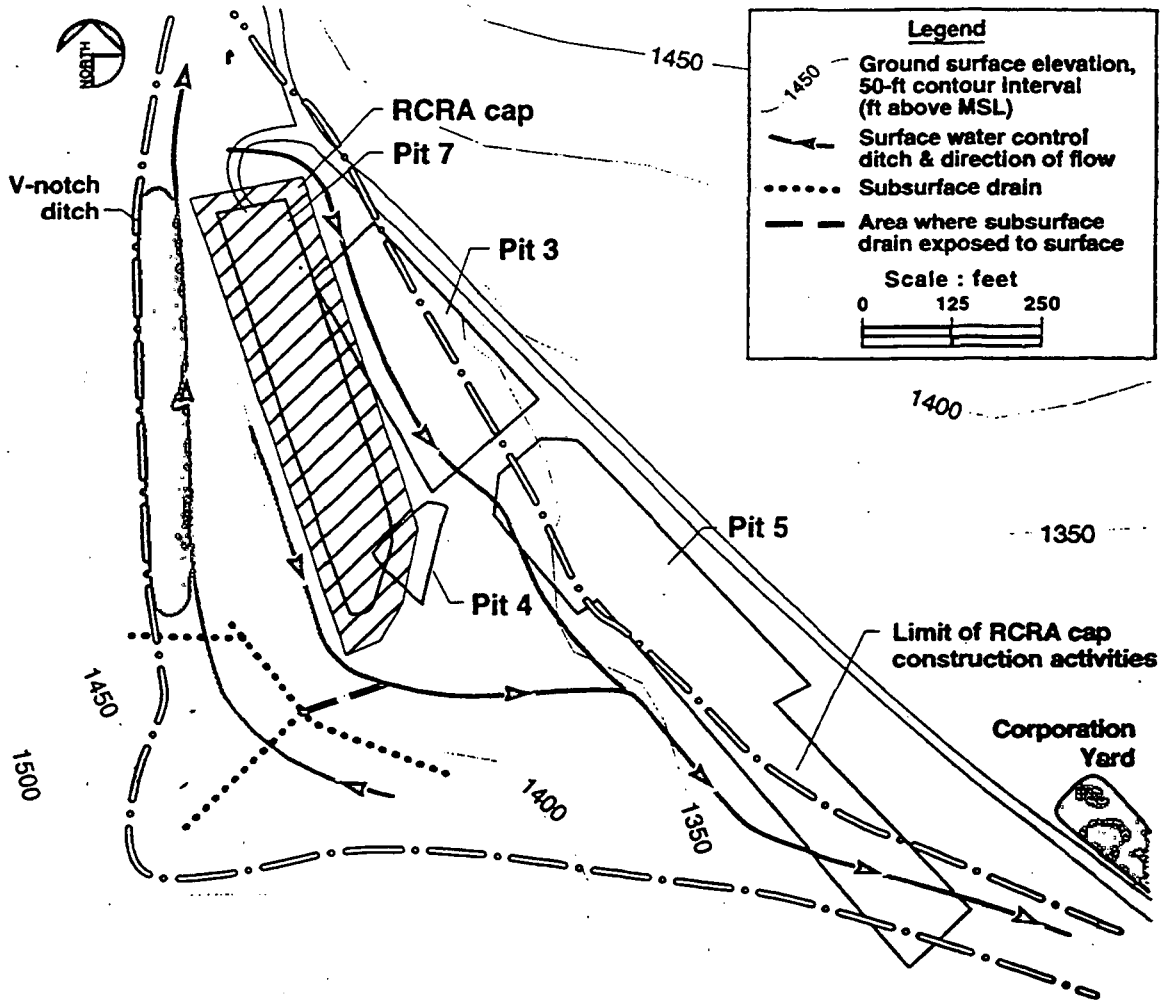 NORTH
1450
Legend
1450
Ground surface elevation,
50-ft contour interval
(ft above MSL)
Surface water control
ditch & direction of flow
Subsurface drain
Area where subsurface
drain exposed to surface
Scale : feet
0 125 250
RCRA cap
Pit 7
V-notch
ditch
Pit 3
1400
Pit 5
1350
Pit 4
Limit of RCRA cap
construction activities
1450
1500
1400
1350
Corporation
Yard